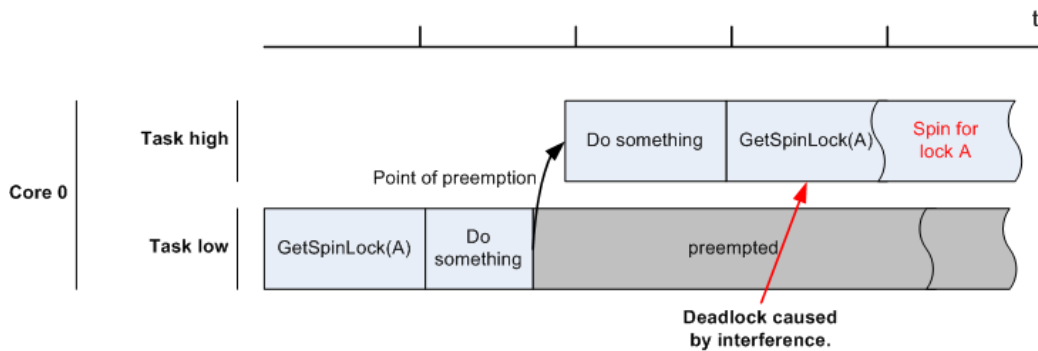 t
Task high
Do something
GetSpinLock(A)
Spin for
lock A
Point of preemption
Core 0
Task low
GetSpinLock(A)
Do
something
preempted
Deadlock caused
by interference.